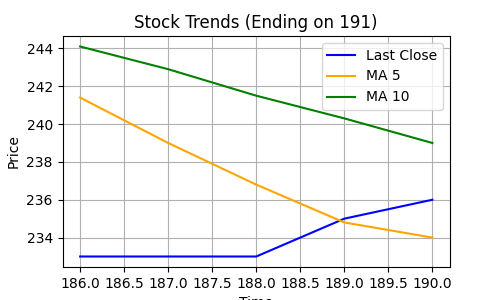 Stock Trends (Ending on 191)
Last Close
MA 5
MA 10
Price
244
242
240
238
236
234
186.0 186.5 187.0 187.5 188.0 188.5 189.0 189.5 190.0
Time